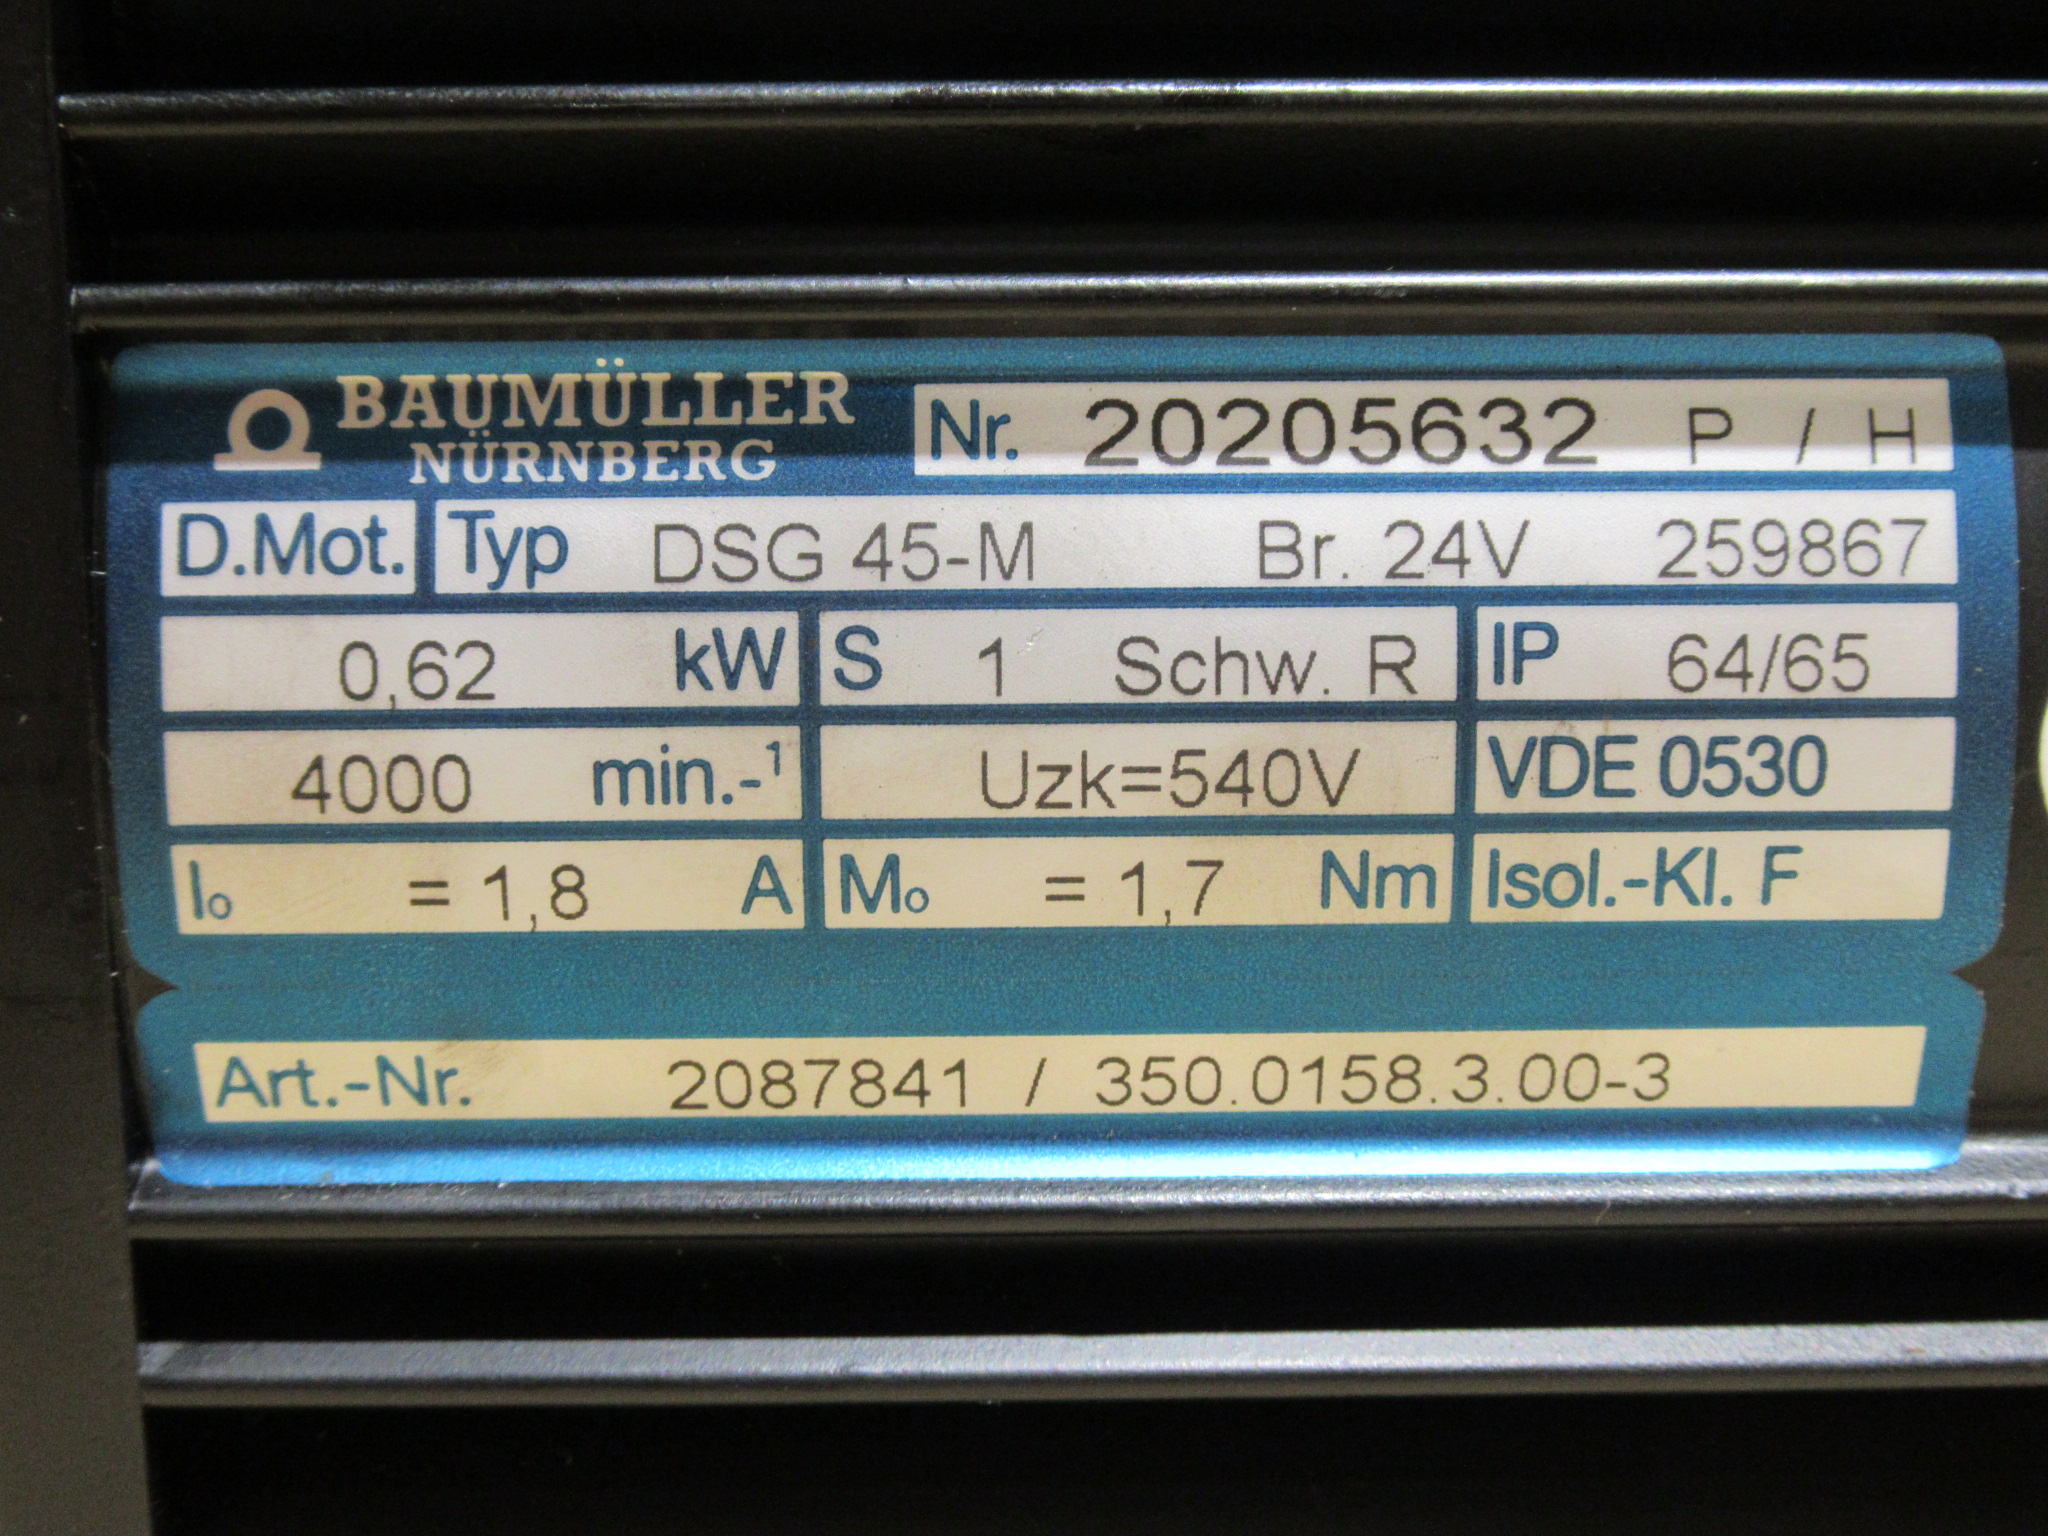 BAUMÜLLER
NÜRNBERG
Nr. 20205632 P / H
D.Mot. Typ DSG 45-M Br. 24V 259867
0,62 kW S 1 Schw. R IP 64/65
4000 min.-¹ Uzk=540V VDE 0530
I₀ = 1,8 A M₀ = 1,7 Nm Isol.-Kl. F
Art.-Nr. 2087841 / 350.0158.3.00-3